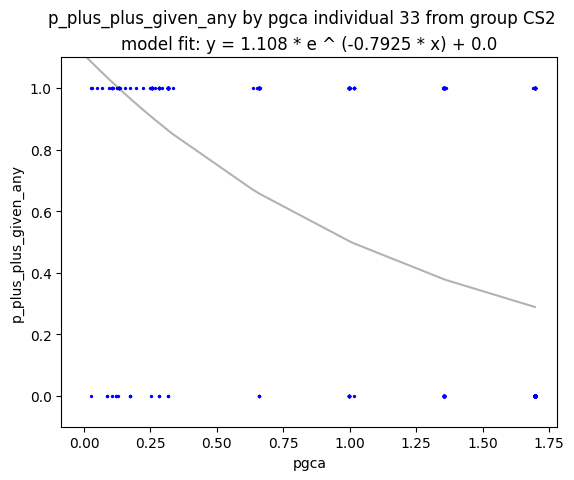 p_plus_plus_given_any by pgca individual 33 from group CS2
model fit: y = 1.108 * e ^ (-0.7925 * x) + 0.0
1.0
0.8
0.6
0.4
0.2
0.0
p_plus_plus_given_any
0.00 0.25 0.50 0.75 1.00 1.25 1.50 1.75
pgca